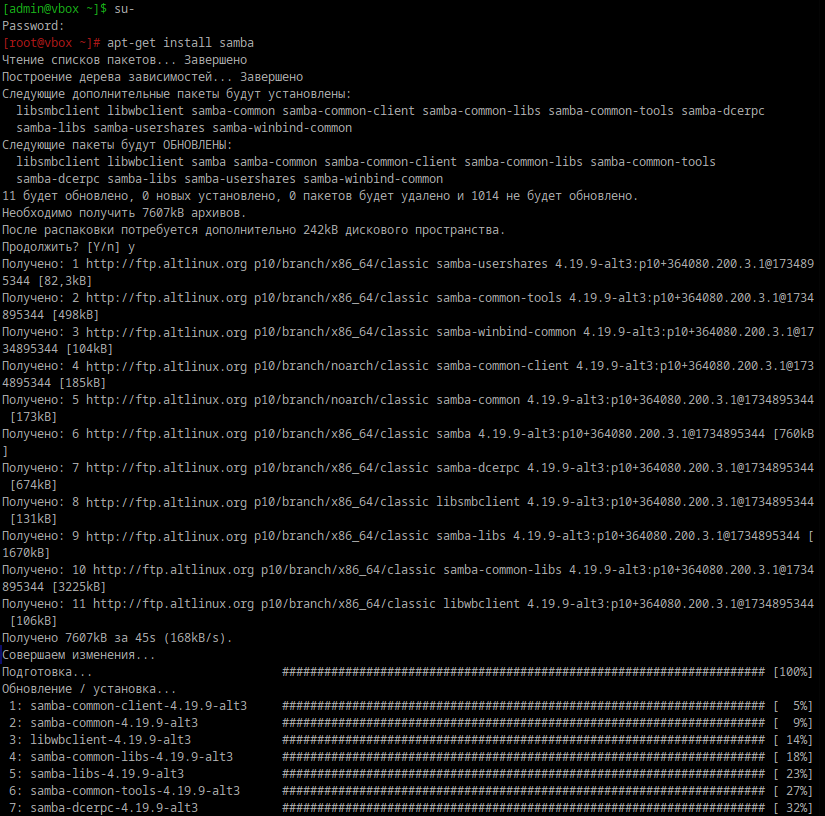 [admin@vbox ~]$ su-
Password:
[root@vbox ~]# apt-get install samba
Чтение списков пакетов... Завершено
Построение дерева зависимостей... Завершено
Следующие дополнительные пакеты будут установлены:
  libsmbclient libwbclient samba-common samba-common-client samba-common-libs samba-common-tools samba-dcerpc
  samba-libs samba-usershares samba-winbind-common
Следующие пакеты будут ОБНОВЛЕНЫ:
  libsmbclient libwbclient samba samba-common samba-common-client samba-common-libs samba-common-tools
  samba-dcerpc samba-libs samba-usershares samba-winbind-common
11 будет обновлено, 0 новых установлено, 0 пакетов будет удалено и 1014 не будет обновлено.
Необходимо получить 7607kB архивов.
После распаковки потребуется дополнительно 242kB дискового пространства.
Продолжить? [Y/n] y
Получено: 1 http://ftp.altlinux.org p10/branch/x86_64/classic samba-usershares 4.19.9-alt3:p10+364080.200.3.1@173489
5344 [82,3kB]
Получено: 2 http://ftp.altlinux.org p10/branch/x86_64/classic samba-common-tools 4.19.9-alt3:p10+364080.200.3.1@1734
895344 [498kB]
Получено: 3 http://ftp.altlinux.org p10/branch/x86_64/classic samba-winbind-common 4.19.9-alt3:p10+364080.200.3.1@17
34895344 [104kB]
Получено: 4 http://ftp.altlinux.org p10/branch/noarch/classic samba-common-client 4.19.9-alt3:p10+364080.200.3.1@173
4895344 [185kB]
Получено: 5 http://ftp.altlinux.org p10/branch/noarch/classic samba-common 4.19.9-alt3:p10+364080.200.3.1@1734895344
 [173kB]
Получено: 6 http://ftp.altlinux.org p10/branch/x86_64/classic samba 4.19.9-alt3:p10+364080.200.3.1@1734895344 [760kB
]
Получено: 7 http://ftp.altlinux.org p10/branch/x86_64/classic samba-dcerpc 4.19.9-alt3:p10+364080.200.3.1@1734895344
 [674kB]
Получено: 8 http://ftp.altlinux.org p10/branch/x86_64/classic libsmbclient 4.19.9-alt3:p10+364080.200.3.1@1734895344
 [131kB]
Получено: 9 http://ftp.altlinux.org p10/branch/x86_64/classic samba-libs 4.19.9-alt3:p10+364080.200.3.1@1734895344 [
1670kB]
Получено: 10 http://ftp.altlinux.org p10/branch/x86_64/classic samba-common-libs 4.19.9-alt3:p10+364080.200.3.1@1734
895344 [3225kB]
Получено: 11 http://ftp.altlinux.org p10/branch/x86_64/classic libwbclient 4.19.9-alt3:p10+364080.200.3.1@1734895344
 [106kB]
Получено 7607kB за 45s (168kB/s).
Совершаем изменения...
Подготовка...                           ##################################################################### [100%]
Обновление / установка...
 1: samba-common-client-4.19.9-alt3     ##################################################################### [  5%]
 2: samba-common-4.19.9-alt3            ##################################################################### [  9%]
 3: libwbclient-4.19.9-alt3             ##################################################################### [ 14%]
 4: samba-common-libs-4.19.9-alt3       ##################################################################### [ 18%]
 5: samba-libs-4.19.9-alt3              ##################################################################### [ 23%]
 6: samba-common-tools-4.19.9-alt3      ##################################################################### [ 27%]
 7: samba-dcerpc-4.19.9-alt3            ##################################################################### [ 32%]